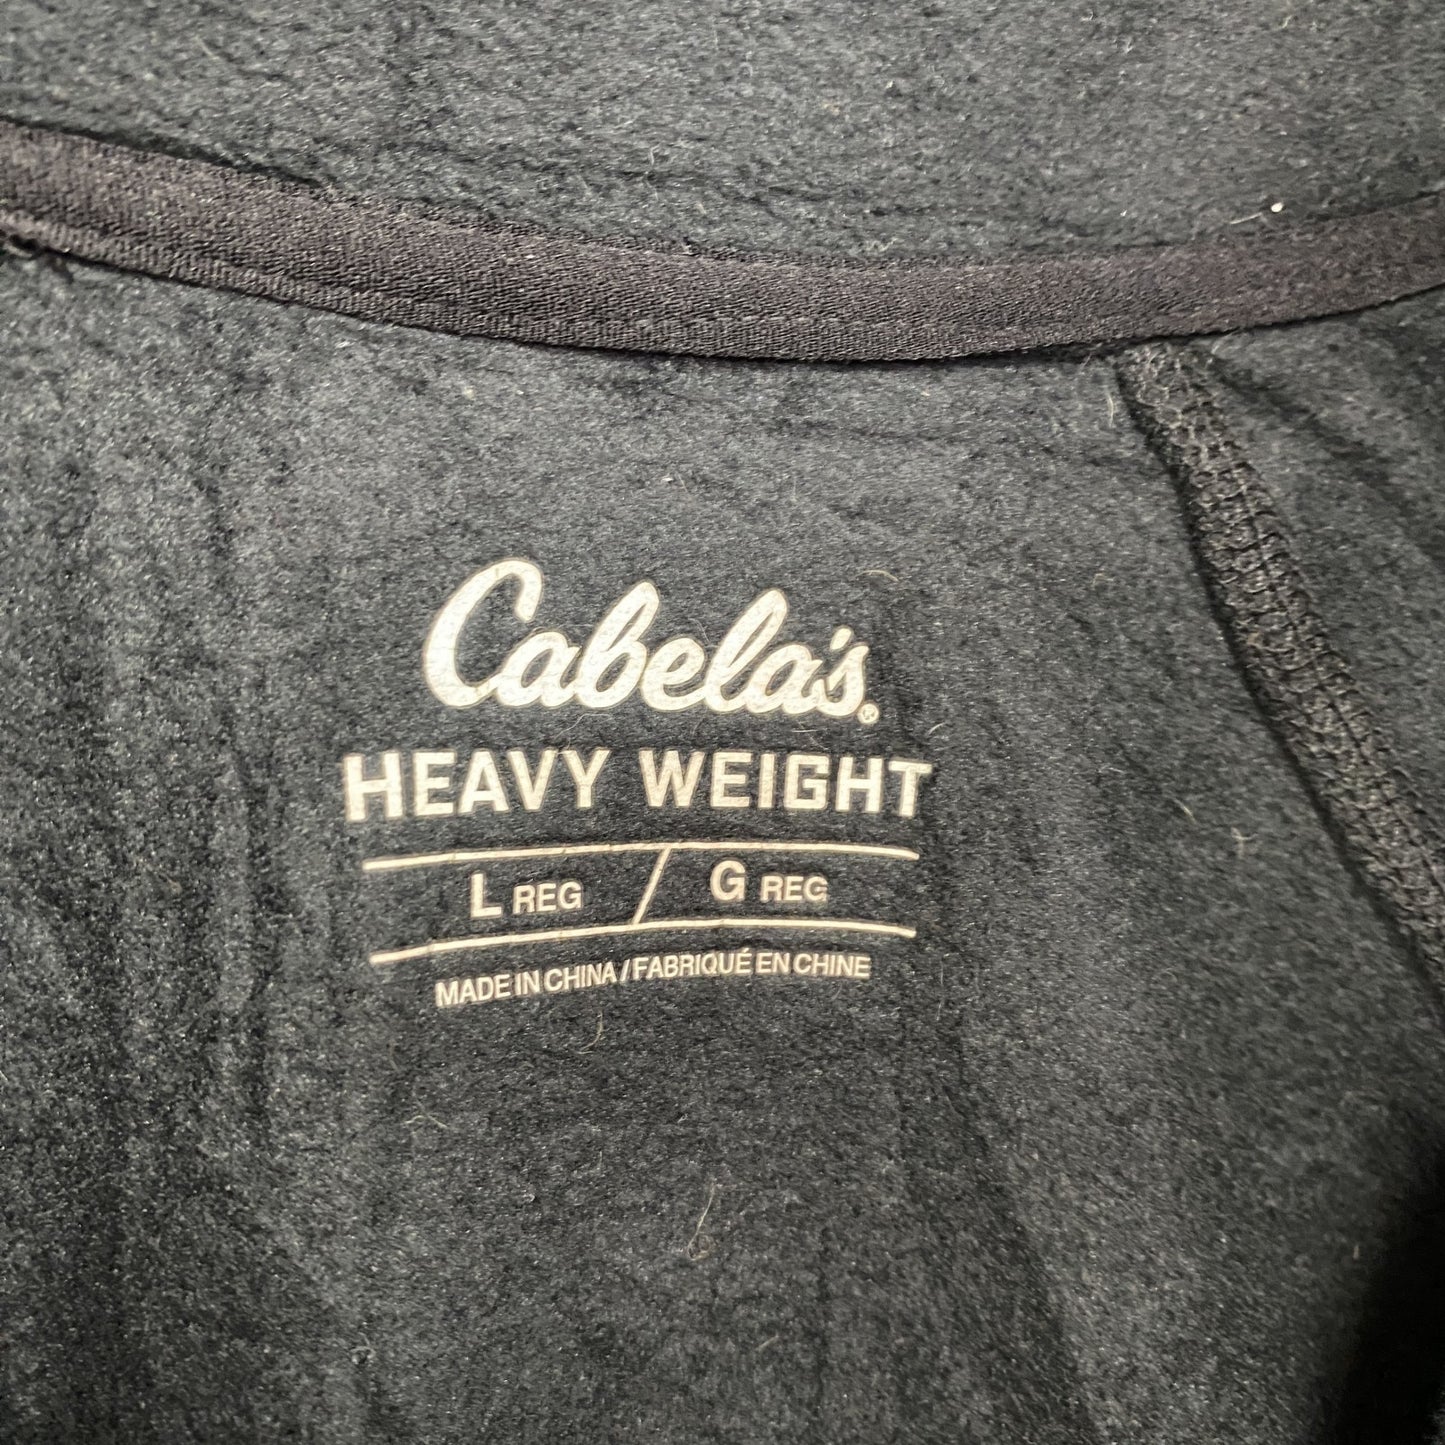 Cabela's®
HEAVY WEIGHT
L REG / G REG
MADE IN CHINA / FABRIQUÉ EN CHINE